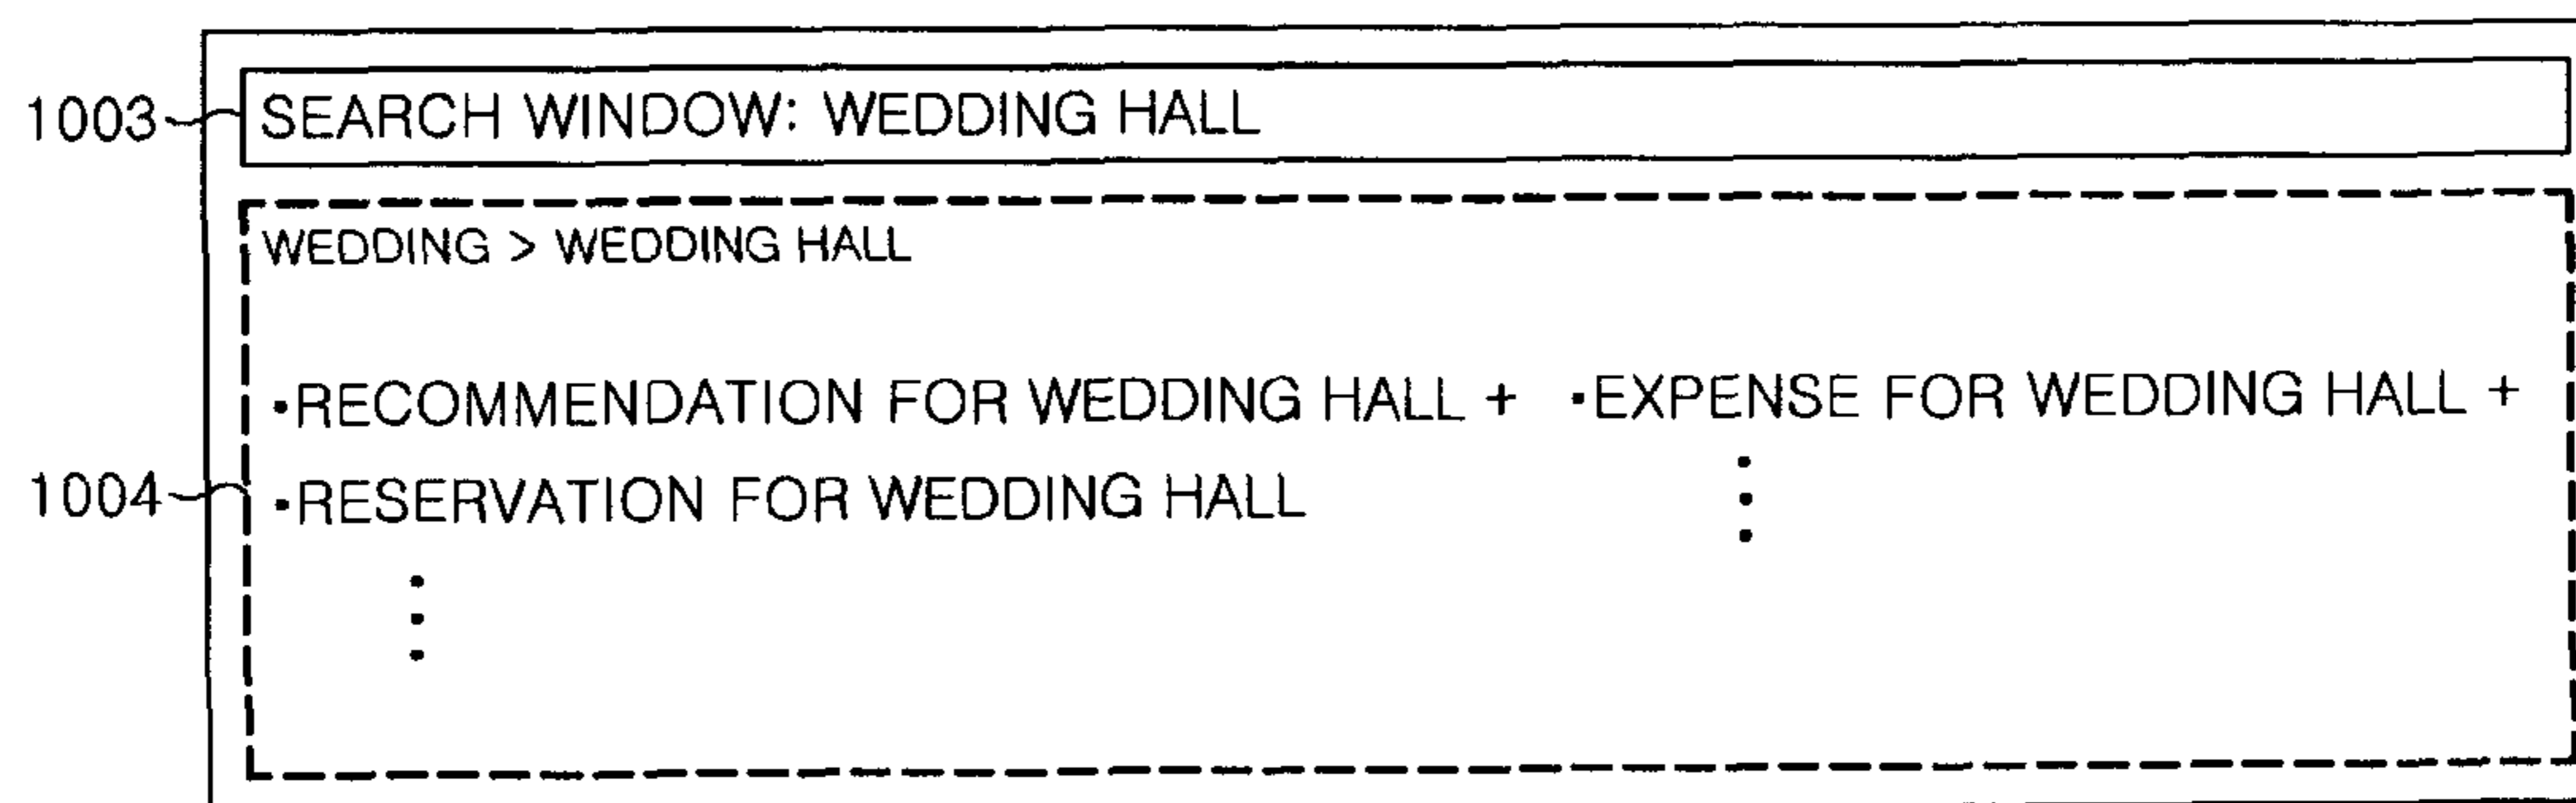 1003 SEARCH WINDOW: WEDDING HALL
WEDDING > WEDDING HALL
•RECOMMENDATION FOR WEDDING HALL + •EXPENSE FOR WEDDING HALL +
1004 •RESERVATION FOR WEDDING HALL